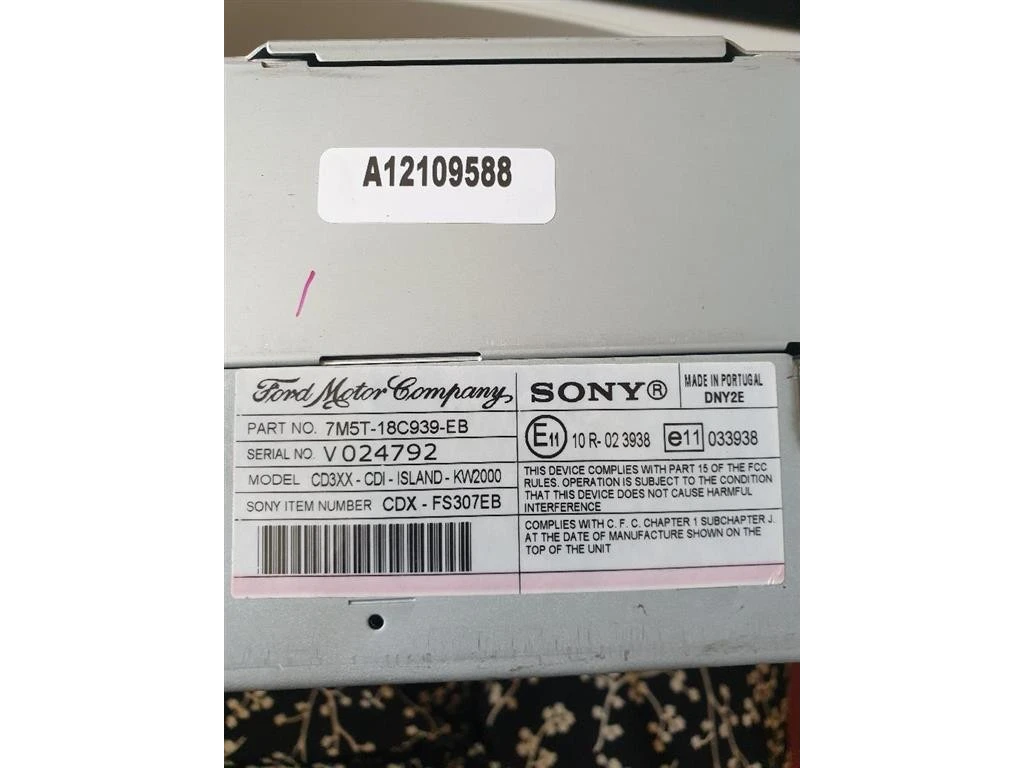 A12109588
Ford Motor Company
PART NO. 7M5T-18C939-EB
SERIAL NO. V024792
MODEL CD3XX - CDI - ISLAND - KW2000
SONY ITEM NUMBER CDX - FS307EB
SONY®
MADE IN PORTUGAL
DNY2E
E11 10 R- 02 3938 e11 033938
THIS DEVICE COMPLIES WITH PART 15 OF THE FCC
RULES. OPERATION IS SUBJECT TO THE CONDITION
THAT THIS DEVICE DOES NOT CAUSE HARMFUL
INTERFERENCE
COMPLIES WITH C. F. C. CHAPTER 1 SUBCHAPTER J.
AT THE DATE OF MANUFACTURE SHOWN ON THE
TOP OF THE UNIT